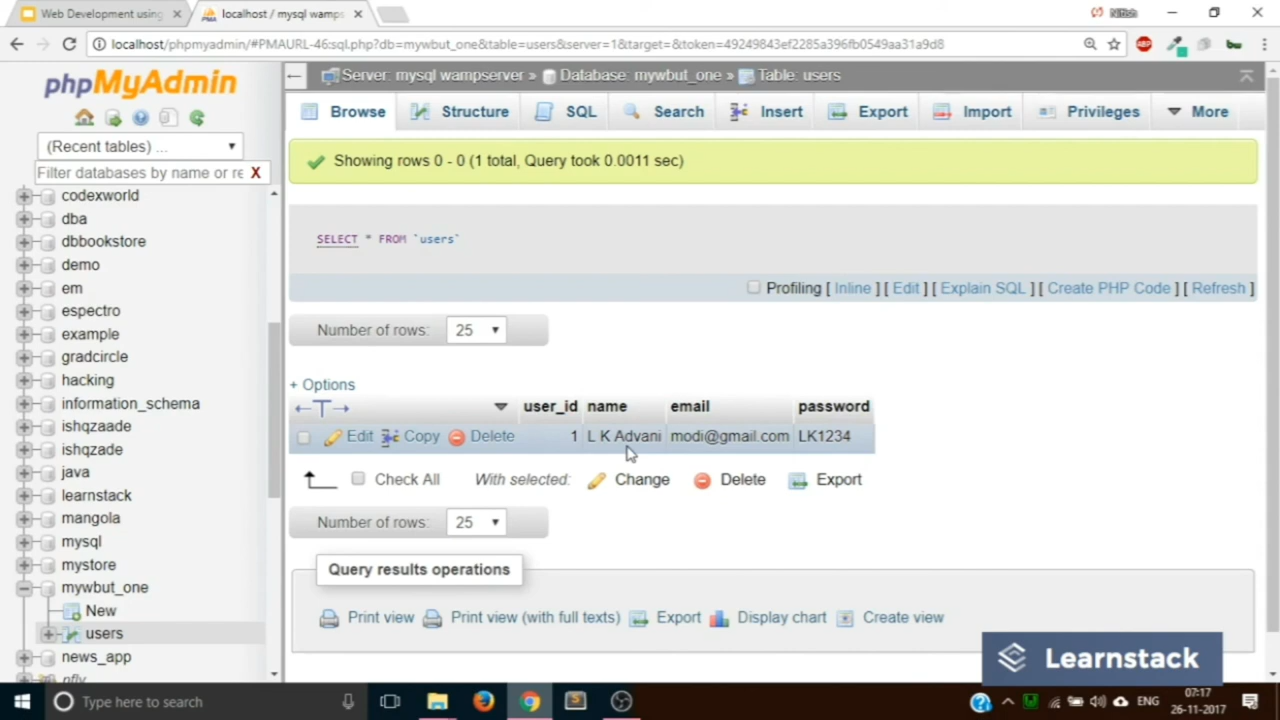 Web Development using
localhost / mysql wamps
Nitish
localhost/phpmyadmin/#PMAURL-46:sql.php?db=mywbut_one&table=users&server=1&target=&token=49249843ef2285a396fb0549aa31a9d8
phpMyAdmin
(Recent tables) ...
Filter databases by name or re X
codexworld
dba
dbbookstore
demo
em
espectro
example
gradcircle
hacking
information_schema
ishqzaade
ishqzade
java
learnstack
mangola
mysql
mystore
mywbut_one
New
users
news_app
nfly
Server: mysql wampserver » Database: mywbut_one » Table: users
Browse Structure SQL Search Insert Export Import Privileges More
Showing rows 0 - 0 (1 total, Query took 0.0011 sec)
SELECT * FROM `users`
Profiling [ Inline ] [ Edit ] [ Explain SQL ] [ Create PHP Code ] [ Refresh ]
Number of rows: 25
+ Options
user_id name email password
Edit Copy Delete 1 L K Advani modi@gmail.com LK1234
Check All With selected: Change Delete Export
Number of rows: 25
Query results operations
Print view Print view (with full texts) Export Display chart Create view
Learnstack
Type here to search
ENG
07:17
26-11-2017